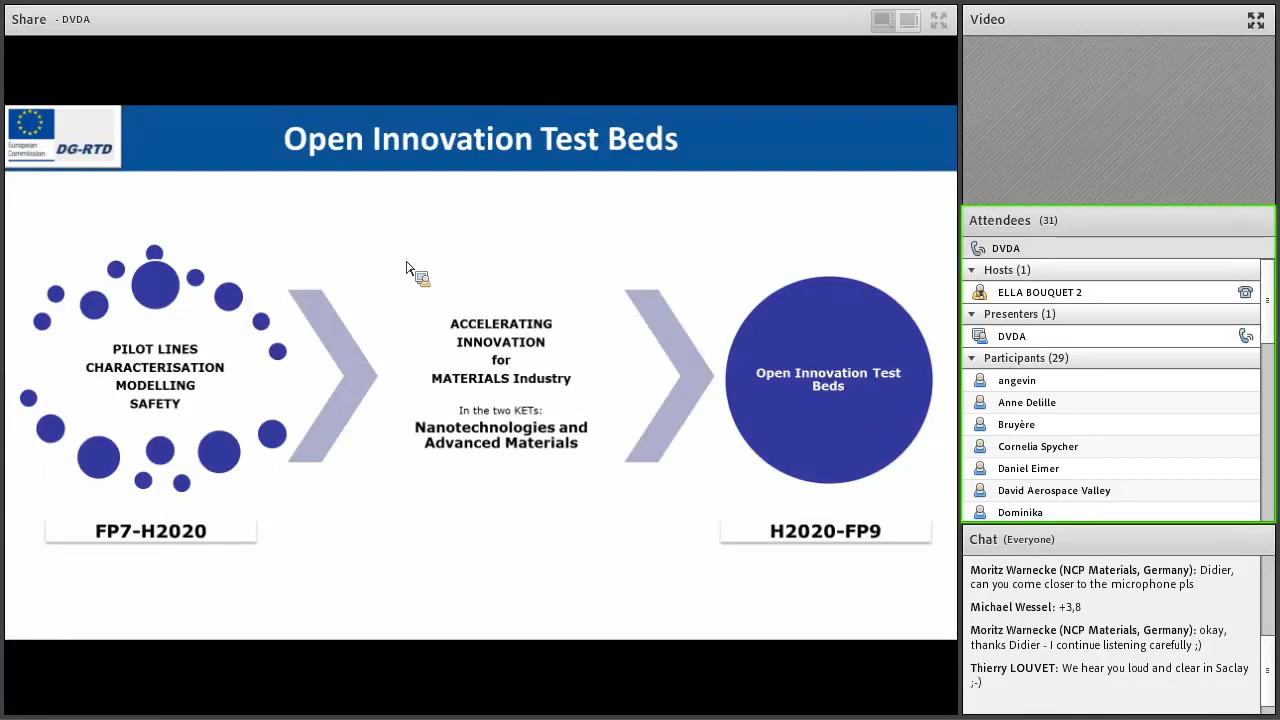 Share - DVDA
Open Innovation Test Beds
European
Commission
DG-RTD
PILOT LINES
CHARACTERISATION
MODELLING
SAFETY
FP7-H2020
ACCELERATING
INNOVATION
for
MATERIALS Industry
In the two KETs:
Nanotechnologies and
Advanced Materials
Open Innovation Test
Beds
H2020-FP9
Video
Attendees (31)
DVDA
Hosts (1)
ELLA BOUQUET 2
Presenters (1)
DVDA
Participants (29)
angevin
Anne Delille
Bruyère
Cornelia Spycher
Daniel Eimer
David Aerospace Valley
Dominika
Chat (Everyone)
Moritz Warnecke (NCP Materials, Germany): Didier,
can you come closer to the microphone pls
Michael Wessel: +3,8
Moritz Warnecke (NCP Materials, Germany): okay,
thanks Didier - I continue listening carefully ;)
Thierry LOUVET: We hear you loud and clear in Saclay
;-)